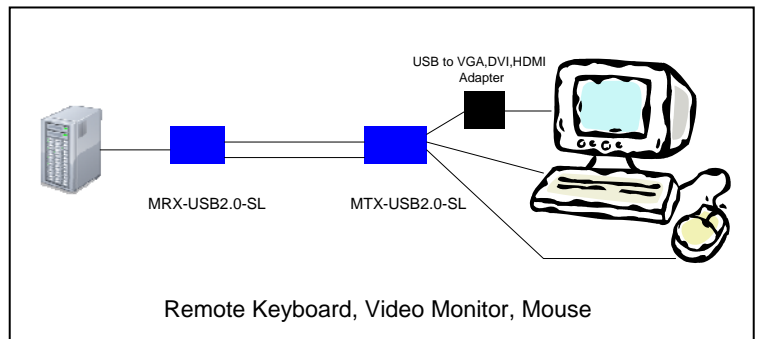 USB to VGA,DVI,HDMI
Adapter
MRX-USB2.0-SL
MTX-USB2.0-SL
Remote Keyboard, Video Monitor, Mouse